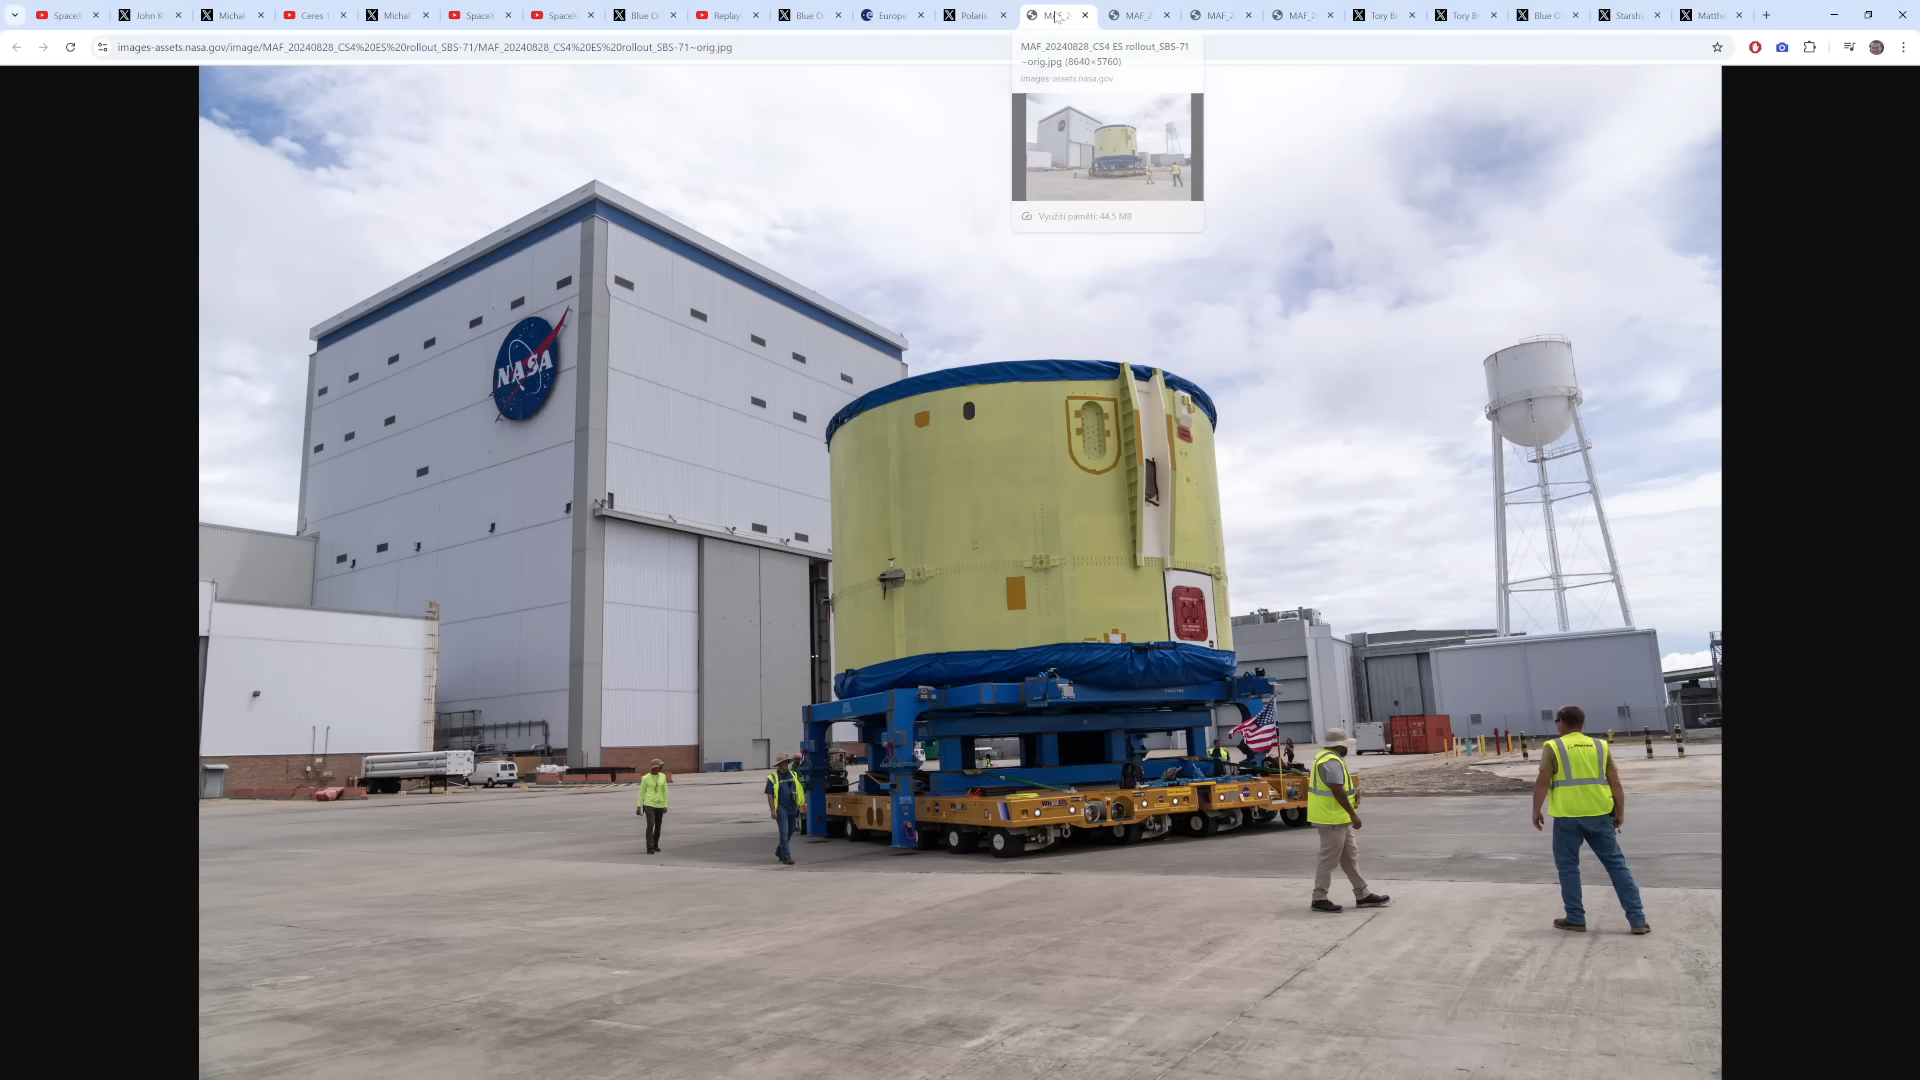 SpaceX
John K
Michal
Ceres 1
Michal
SpaceX
SpaceX
Blue O
Replay
Blue O
Europe
Polaris
MAF_2
MAF_2
MAF_2
MAF_2
Tory B
Tory B
Blue O
Starshi
Matthe
images-assets.nasa.gov/image/MAF_20240828_CS4%20ES%20rollout_SBS-71/MAF_20240828_CS4%20ES%20rollout_SBS-71~orig.jpg
MAF_20240828_CS4 ES rollout_SBS-71
~orig.jpg (8640×5760)
images-assets.nasa.gov
Využití paměti: 44.5 MB
NASA